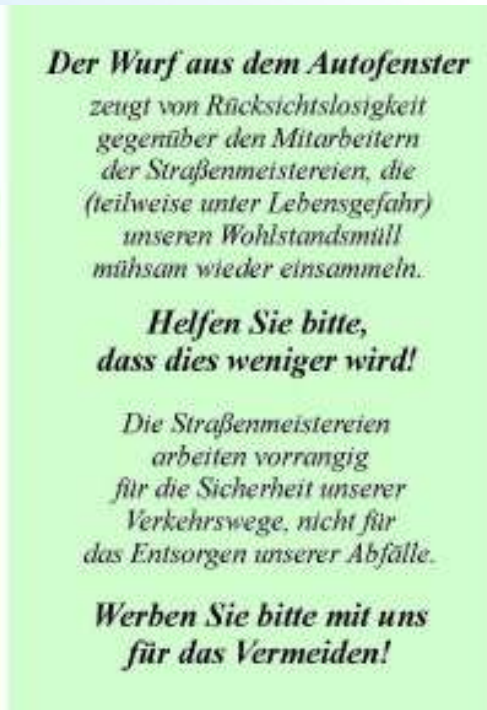 Der Wurf aus dem Autofenster
zeugt von Rücksichtslosigkeit
gegenüber den Mitarbeitern
der Straßenmeistereien, die
(teilweise unter Lebensgefahr)
unseren Wohlstandsmüll
mühsam wieder einsammeln.
Helfen Sie bitte,
dass dies weniger wird!
Die Straßenmeistereien
arbeiten vorrangig
für die Sicherheit unserer
Verkehrswege, nicht für
das Entsorgen unserer Abfälle.
Werben Sie bitte mit uns
für das Vermeiden!